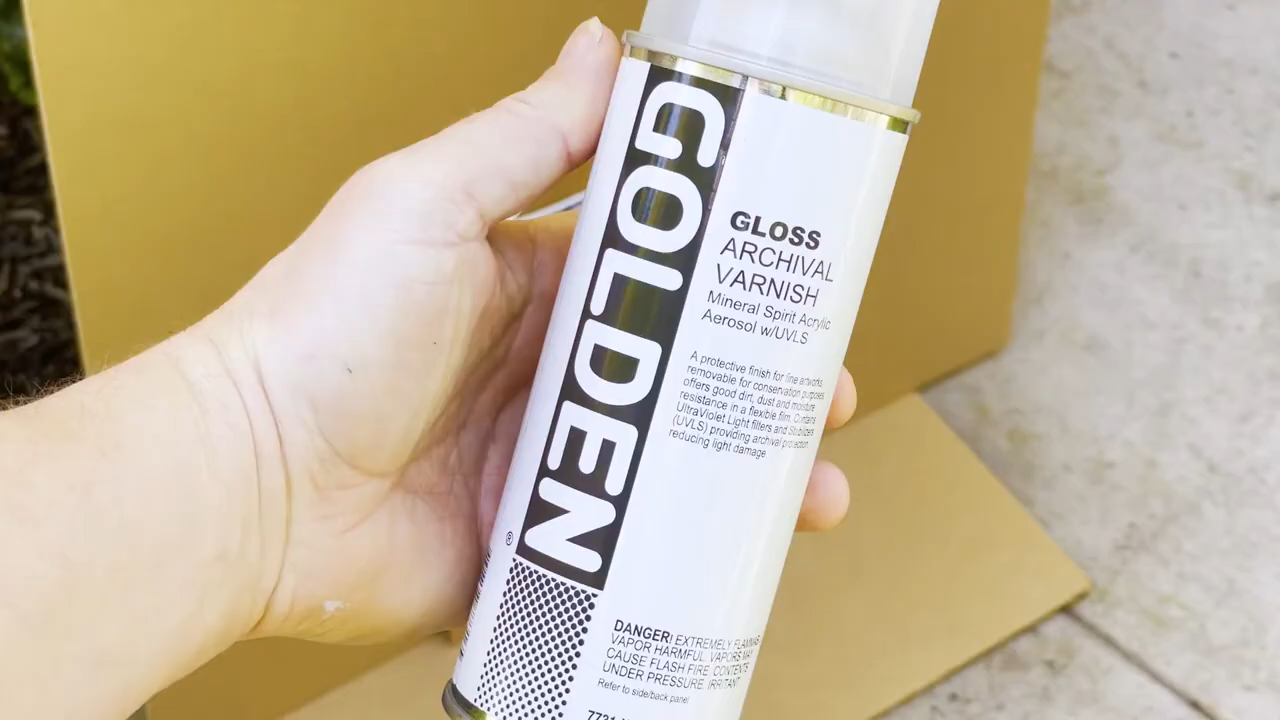 GOLDEN
®
GLOSS
ARCHIVAL
VARNISH
Mineral Spirit Acrylic
Aerosol w/UVLS
A protective finish for fine artworks,
removable for conservation purposes
offers good dirt, dust and moisture
resistance in a flexible film. Contains
UltraViolet Light filters and Stabilizers
(UVLS) providing archival protection
reducing light damage
DANGER! EXTREMELY
VAPOR HARMFUL. VAPORS MAY
CAUSE FLASH FIRE. CONTENTS
UNDER PRESSURE. IRRITANT
Refer to side/back panel